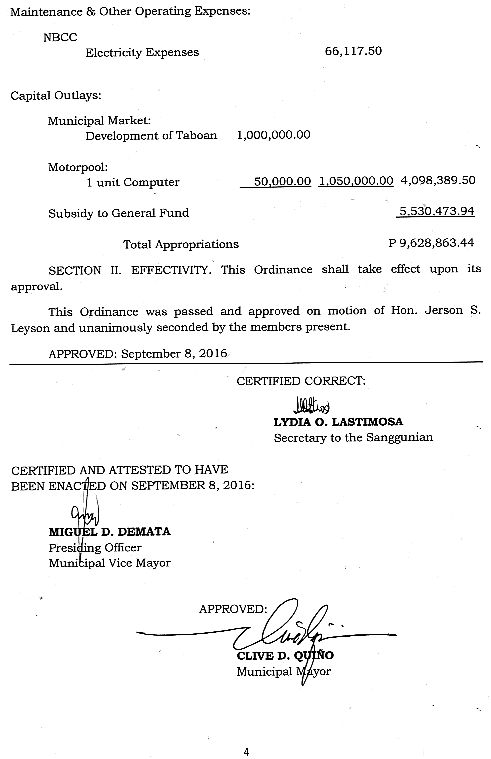 Maintenance & Other Operating Expenses:
NBCC
Electricity Expenses 66,117.50
Capital Outlays:
Municipal Market:
Development of Taboan 1,000,000.00
Motorpool:
1 unit Computer 50,000.00 1,050,000.00 4,098,389.50
Subsidy to General Fund 5,530.473.94
Total Appropriations P 9,628,863.44
SECTION II. EFFECTIVITY. This Ordinance shall take effect upon its
approval.
This Ordinance was passed and approved on motion of Hon. Jerson S.
Leyson and unanimously seconded by the members present.
APPROVED: September 8, 2016
CERTIFIED CORRECT:
LYDIA O. LASTIMOSA
Secretary to the Sanggunian
CERTIFIED AND ATTESTED TO HAVE
BEEN ENACTED ON SEPTEMBER 8, 2016:
MIGUEL D. DEMATA
Presiding Officer
Municipal Vice Mayor
APPROVED:
CLIVE D. QUIÑO
Municipal Mayor
4